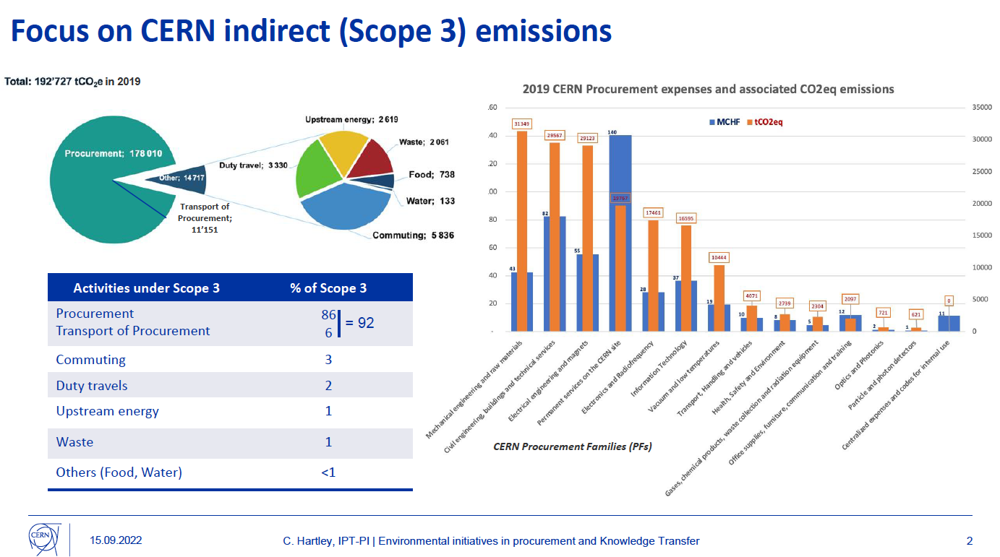 Focus on CERN indirect (Scope 3) emissions
Total: 192'727 tCO2e in 2019
Procurement; 178 010
Other; 14 717
Transport of
Procurement;
11'151
Upstream energy; 2 619
Waste; 2 061
Duty travel; 3 330
Food; 738
Water; 133
Commuting; 5 836
Activities under Scope 3 % of Scope 3
Procurement 86
Transport of Procurement 6
= 92
Commuting 3
Duty travels 2
Upstream energy 1
Waste 1
Others (Food, Water) <1
2019 CERN Procurement expenses and associated CO2eq emissions
MCHF tCO2eq
.60
.40
.20
.00
80
60
40
20
-
35000
30000
25000
20000
15000
10000
5000
0
43
31349
82
29567
55
29123
140
19767
28
17461
37
16595
19
10444
10
4071
8
2739
5
2304
12
2097
2
721
1
621
11
0
Mechanical engineering and raw materials
Civil engineering, buildings and technical services
Electrical engineering and magnets
Permanent services on the CERN site
Electronics and Radiofrequency
Information Technology
Vacuum and low temperatures
Transport, Handling and vehicles
Health, Safety and Environment
Gases, chemical products, waste collection and radiation equipment
Office supplies, furniture, communication and training
Optics and Photonics
Particle and photon detectors
Centralized expenses and codes for internal use
CERN Procurement Families (PFs)
CERN
15.09.2022
C. Hartley, IPT-PI | Environmental initiatives in procurement and Knowledge Transfer
2